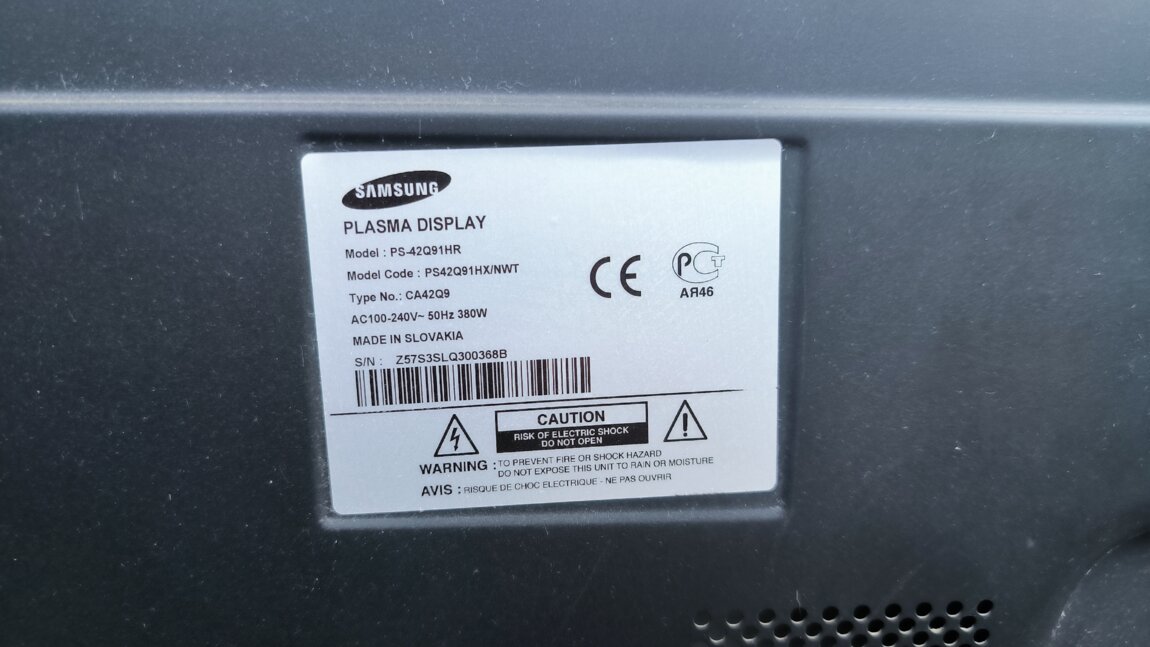 SAMSUNG
PLASMA DISPLAY
Model : PS-42Q91HR
Model Code : PS42Q91HX/NWT
Type No.: CA42Q9
AC100-240V~ 50Hz 380W
MADE IN SLOVAKIA
S/N : Z57S3SLQ300368B
CE
PCT
АЯ46
CAUTION
RISK OF ELECTRIC SHOCK
DO NOT OPEN
WARNING : TO PREVENT FIRE OR SHOCK HAZARD
DO NOT EXPOSE THIS UNIT TO RAIN OR MOISTURE
AVIS : RISQUE DE CHOC ELECTRIQUE - NE PAS OUVRIR